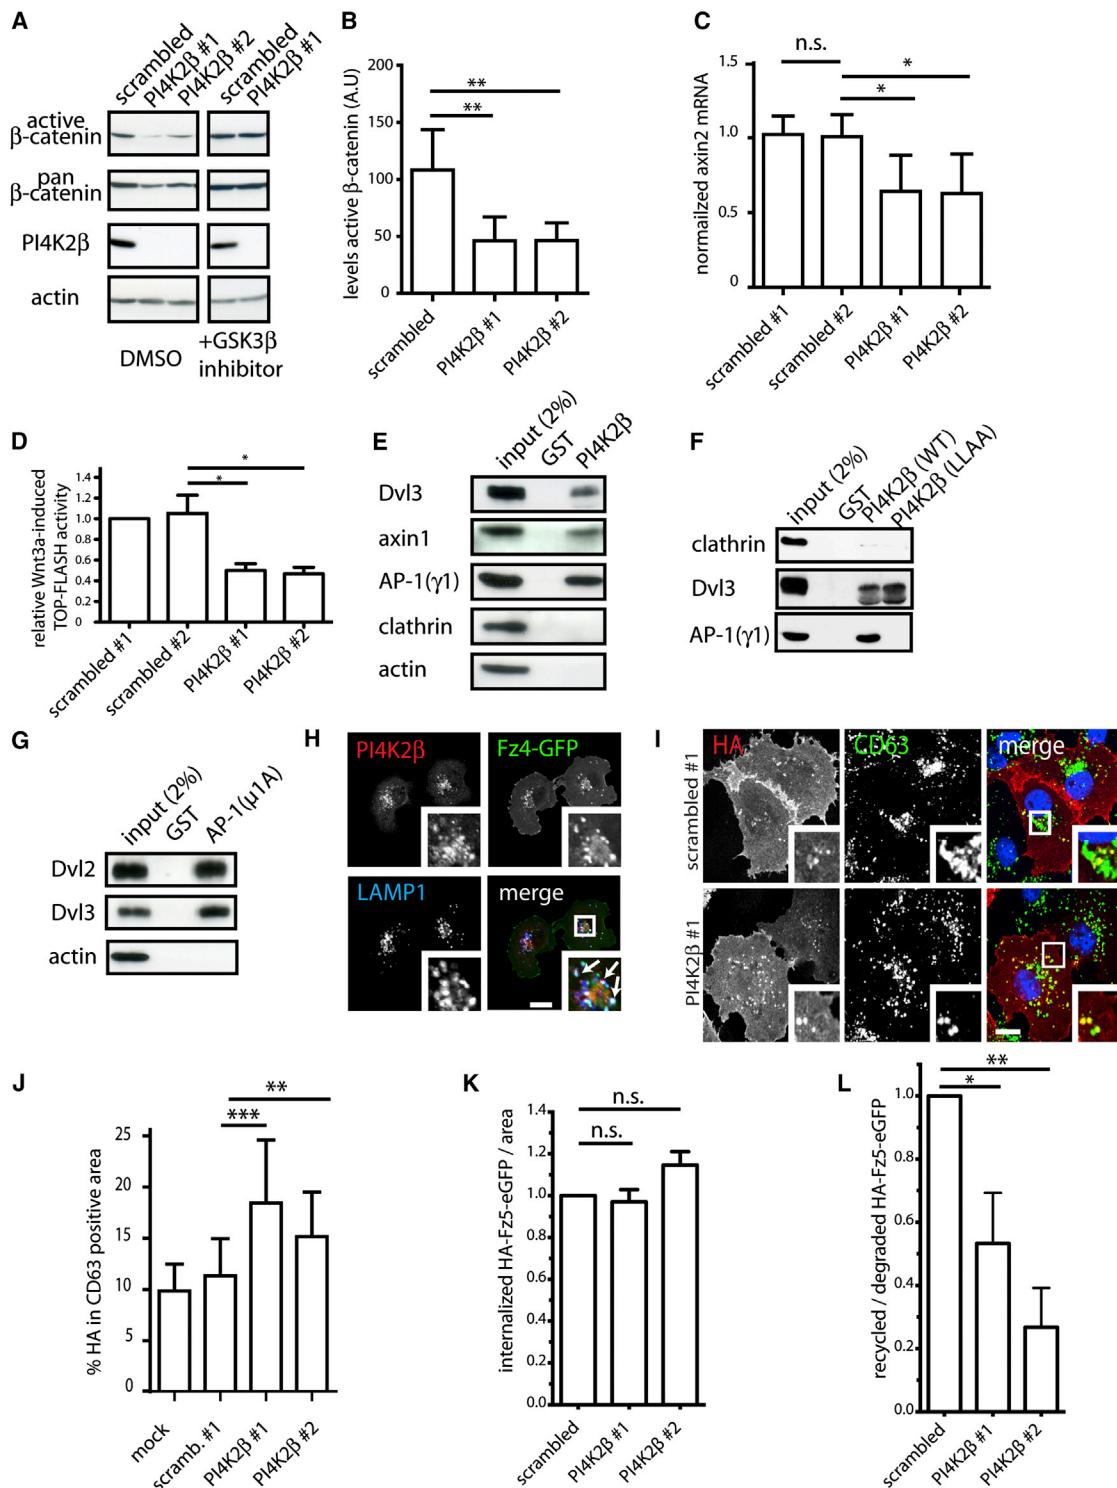 A
scrambled
PI4K2β #1
PI4K2β #2
scrambled
PI4K2β #1
active
β-catenin
pan
β-catenin
PI4K2β
actin
DMSO
+GSK3β
inhibitor
B
levels active β-catenin (A.U)
200
150
100
50
0
**
**
scrambled
PI4K2β #1
PI4K2β #2
C
normailzed axin2 mRNA
1.5
1.0
0.5
0
n.s.
*
*
scrambled #1
scrambled #2
PI4K2β #1
PI4K2β #2
D
relative Wnt3a-induced
TOP-FLASH activity
1.4
1.2
1.0
0.8
0.6
0.4
0.2
0
*
*
scrambled #1
scrambled #2
PI4K2β #1
PI4K2β #2
E
input (2%)
GST
PI4K2β
Dvl3
axin1
AP-1(γ1)
clathrin
actin
F
input (2%)
GST
PI4K2β (WT)
PI4K2β (LLAA)
clathrin
Dvl3
AP-1(γ1)
G
input (2%)
GST
AP-1(μ1A)
Dvl2
Dvl3
actin
H
PI4K2β
Fz4-GFP
LAMP1
merge
I
HA
CD63
merge
scrambled #1
PI4K2β #1
J
% HA in CD63 positive area
25
20
15
10
5
0
**
***
mock
scramb. #1
PI4K2β #1
PI4K2β #2
K
internalized HA-Fz5-eGFP / area
1.4
1.2
1.0
0.8
0.6
0.4
0.2
0.0
n.s.
n.s.
scrambled
PI4K2β #1
PI4K2β #2
L
recycled / degraded HA-Fz5-eGFP
1.0
0.8
0.6
0.4
0.2
0.0
**
*
scrambled
PI4K2β #1
PI4K2β #2